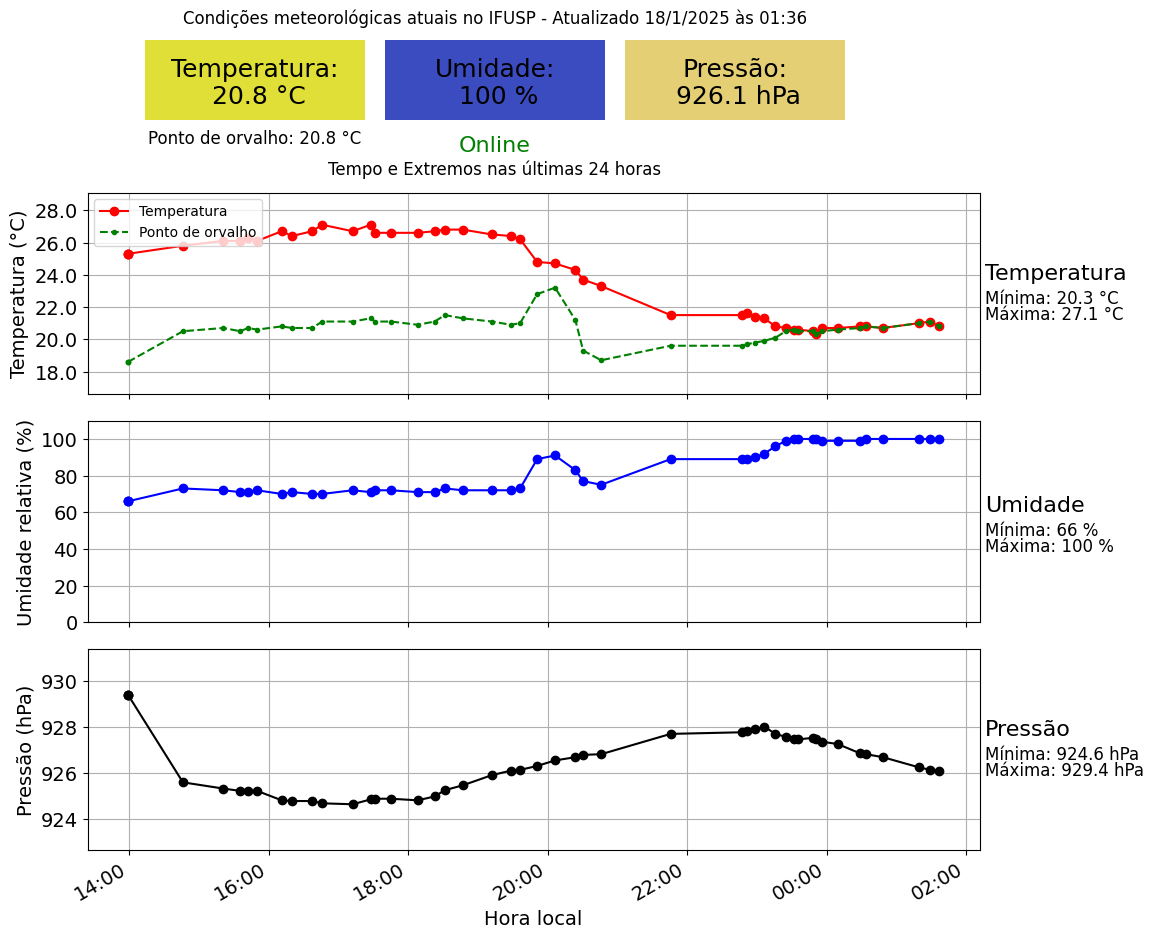 Condições meteorológicas atuais no IFUSP - Atualizado 18/1/2025 às 01:36
Temperatura:
20.8 °C
Umidade:
100 %
Pressão:
926.1 hPa
Ponto de orvalho: 20.8 °C
Online
Tempo e Extremos nas últimas 24 horas
Temperatura (°C)
28.0
26.0
24.0
22.0
20.0
18.0
Temperatura
Ponto de orvalho
Temperatura
Mínima: 20.3 °C
Máxima: 27.1 °C
Umidade relativa (%)
100
80
60
40
20
0
Umidade
Mínima: 66 %
Máxima: 100 %
Pressão (hPa)
930
928
926
924
Pressão
Mínima: 924.6 hPa
Máxima: 929.4 hPa
14:00
16:00
18:00
20:00
22:00
00:00
02:00
Hora local